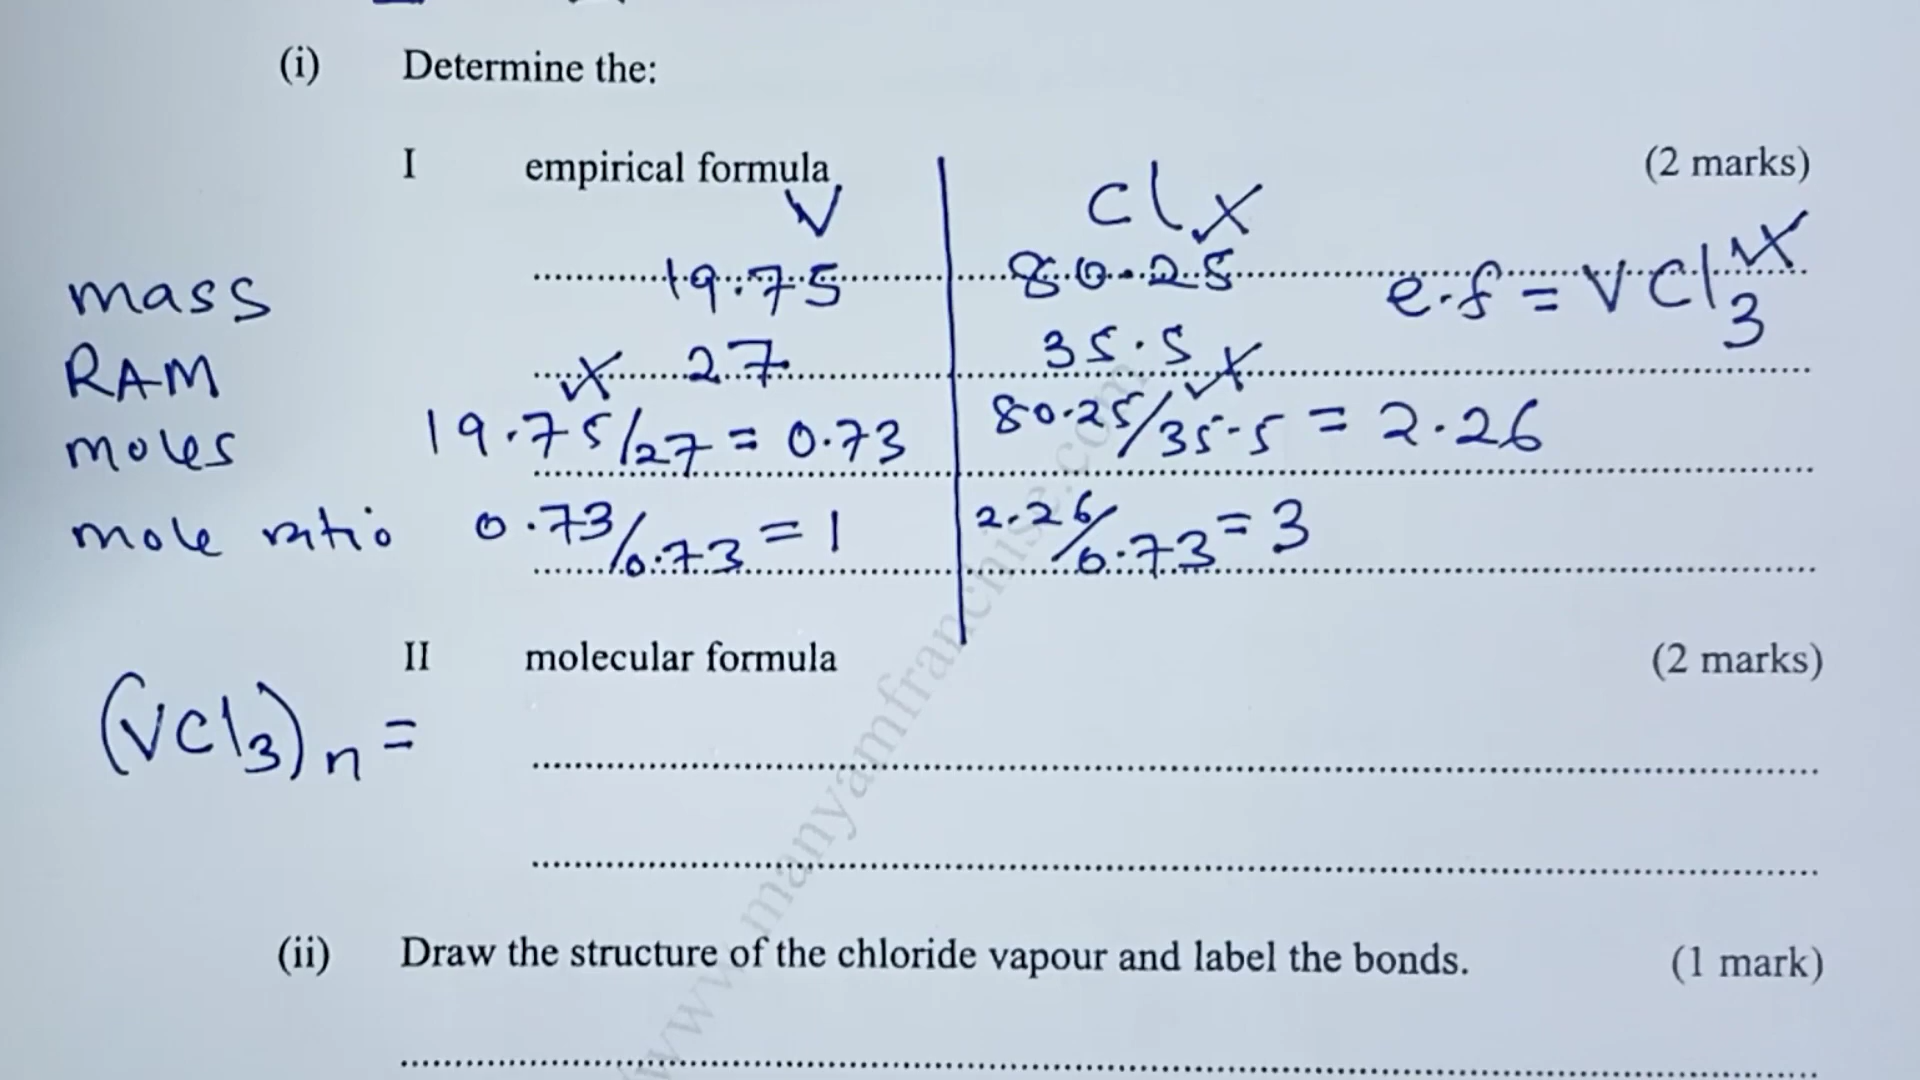 (i) Determine the:
I empirical formula (2 marks)
V Cl
mass 19.75 80.25 e.f = VCl3
RAM 27 35.5
moles 19.75/27 = 0.73 80.25/35.5 = 2.26
mole ratio 0.73/0.73 = 1 2.26/0.73 = 3
II molecular formula (2 marks)
(VCl3)n =
(ii) Draw the structure of the chloride vapour and label the bonds. (1 mark)
www.manyamfranchise.com